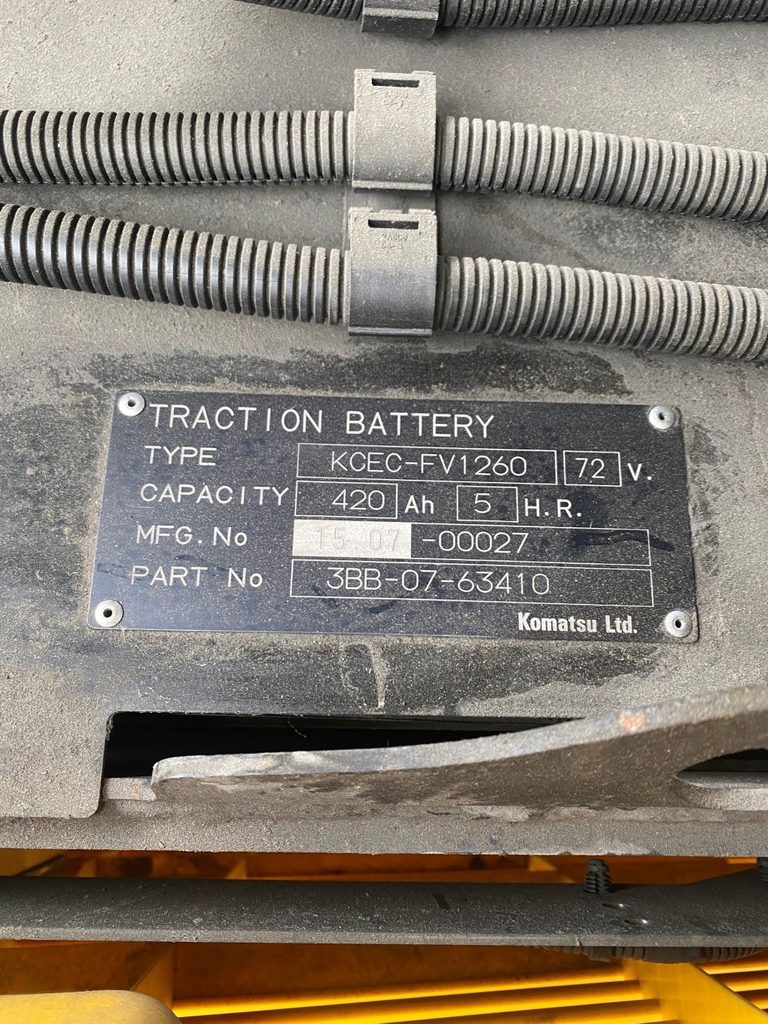 TRACTION BATTERY
TYPE KCEC-FV1260 72 V.
CAPACITY 420 Ah 5 H.R.
MFG.No 15.07 -00027
PART No 3BB-07-63410
Komatsu Ltd.